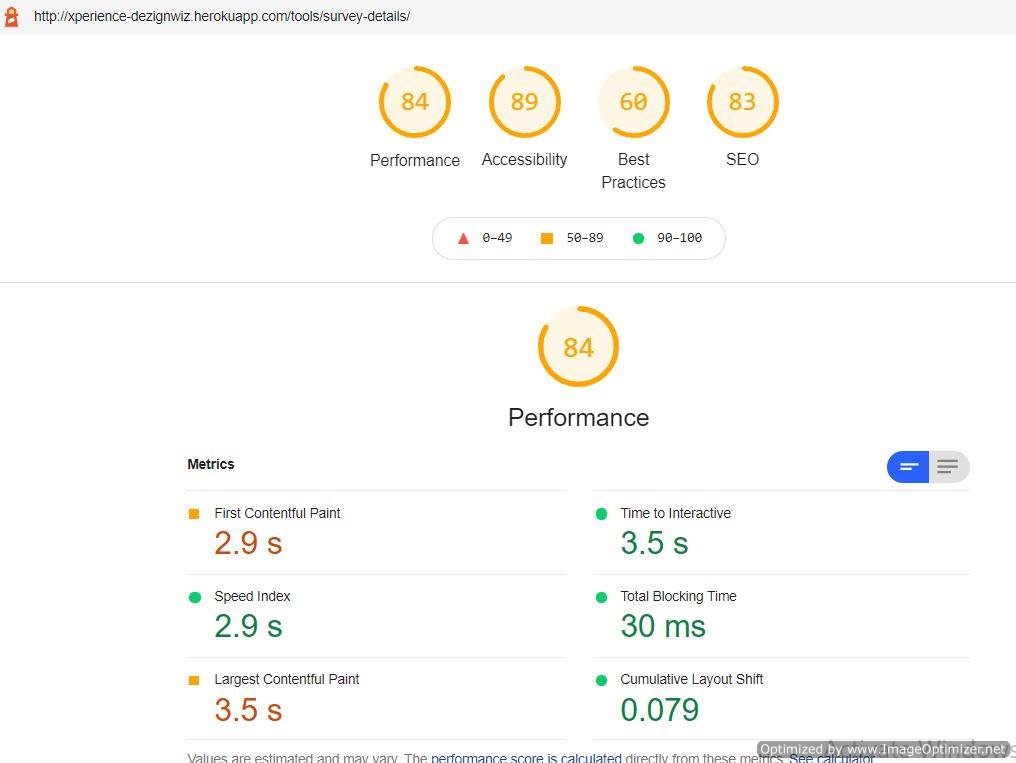 http://xperience-dezignwiz.herokuapp.com/tools/survey-details/
84 89 60 83
Performance Accessibility Best Practices SEO
0–49 50–89 90–100
84
Performance
Metrics
First Contentful Paint
2.9 s
Time to Interactive
3.5 s
Speed Index
2.9 s
Total Blocking Time
30 ms
Largest Contentful Paint
3.5 s
Cumulative Layout Shift
0.079
Values are estimated and may vary. The performance score is calculated directly from these metrics. See calculator.
Activate Windows
Optimized by www.ImageOptimizer.net